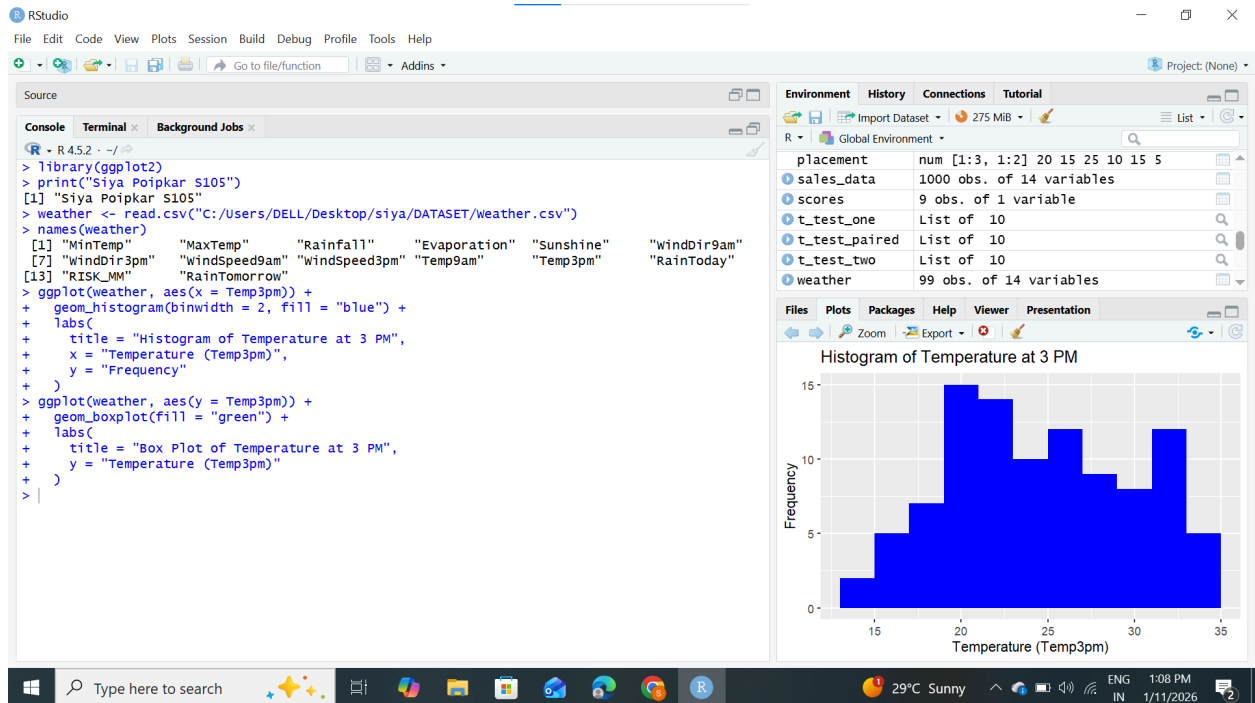 RStudio
File Edit Code View Plots Session Build Debug Profile Tools Help
Go to file/function
Addins
Project: (None)
Source
Console Terminal Background Jobs
R 4.5.2 · ~/
> library(ggplot2)
> print("Siya Poipkar S105")
[1] "Siya Poipkar S105"
> weather <- read.csv("C:/Users/DELL/Desktop/siya/DATASET/Weather.csv")
> names(weather)
[1] "MinTemp" "MaxTemp" "Rainfall" "Evaporation" "Sunshine" "WindDir9am"
[7] "WindDir3pm" "WindSpeed9am" "WindSpeed3pm" "Temp9am" "Temp3pm" "RainToday"
[13] "RISK_MM" "RainTomorrow"
> ggplot(weather, aes(x = Temp3pm)) +
+ geom_histogram(binwidth = 2, fill = "blue") +
+ labs(
+ title = "Histogram of Temperature at 3 PM",
+ x = "Temperature (Temp3pm)",
+ y = "Frequency"
+ )
> ggplot(weather, aes(y = Temp3pm)) +
+ geom_boxplot(fill = "green") +
+ labs(
+ title = "Box Plot of Temperature at 3 PM",
+ y = "Temperature (Temp3pm)"
+ )
>
Environment History Connections Tutorial
Import Dataset 275 MiB List
R Global Environment
placement num [1:3, 1:2] 20 15 25 10 15 5
sales_data 1000 obs. of 14 variables
scores 9 obs. of 1 variable
t_test_one List of 10
t_test_paired List of 10
t_test_two List of 10
weather 99 obs. of 14 variables
Files Plots Packages Help Viewer Presentation
Zoom Export
Histogram of Temperature at 3 PM
15
10
5
0
Frequency
15 20 25 30 35
Temperature (Temp3pm)
Type here to search
1
29°C Sunny
ENG
IN
1:08 PM
1/11/2026
2